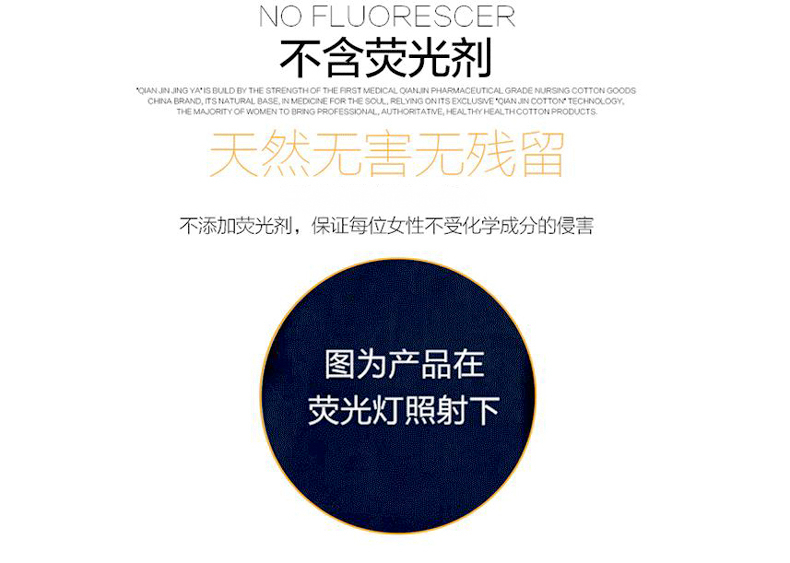 NO FLUORESCER
不含荧光剂
"QIAN JIN JING YA" IS BUILD BY THE STRENGTH OF THE FIRST MEDICAL QIANJIN PHARMACEUTICAL GRADE NURSING COTTON GOODS
CHINA BRAND, ITS NATURAL BASE, IN MEDICINE FOR THE SOUL, RELYING ON ITS EXCLUSIVE "QIAN JIN COTTON" TECHNOLOGY,
THE MAJORITY OF WOMEN TO BRING PROFESSIONAL, AUTHORITATIVE, HEALTHY HEALTH COTTON PRODUCTS.
天然无害无残留
不添加荧光剂，保证每位女性不受化学成分的侵害
图为产品在
荧光灯照射下